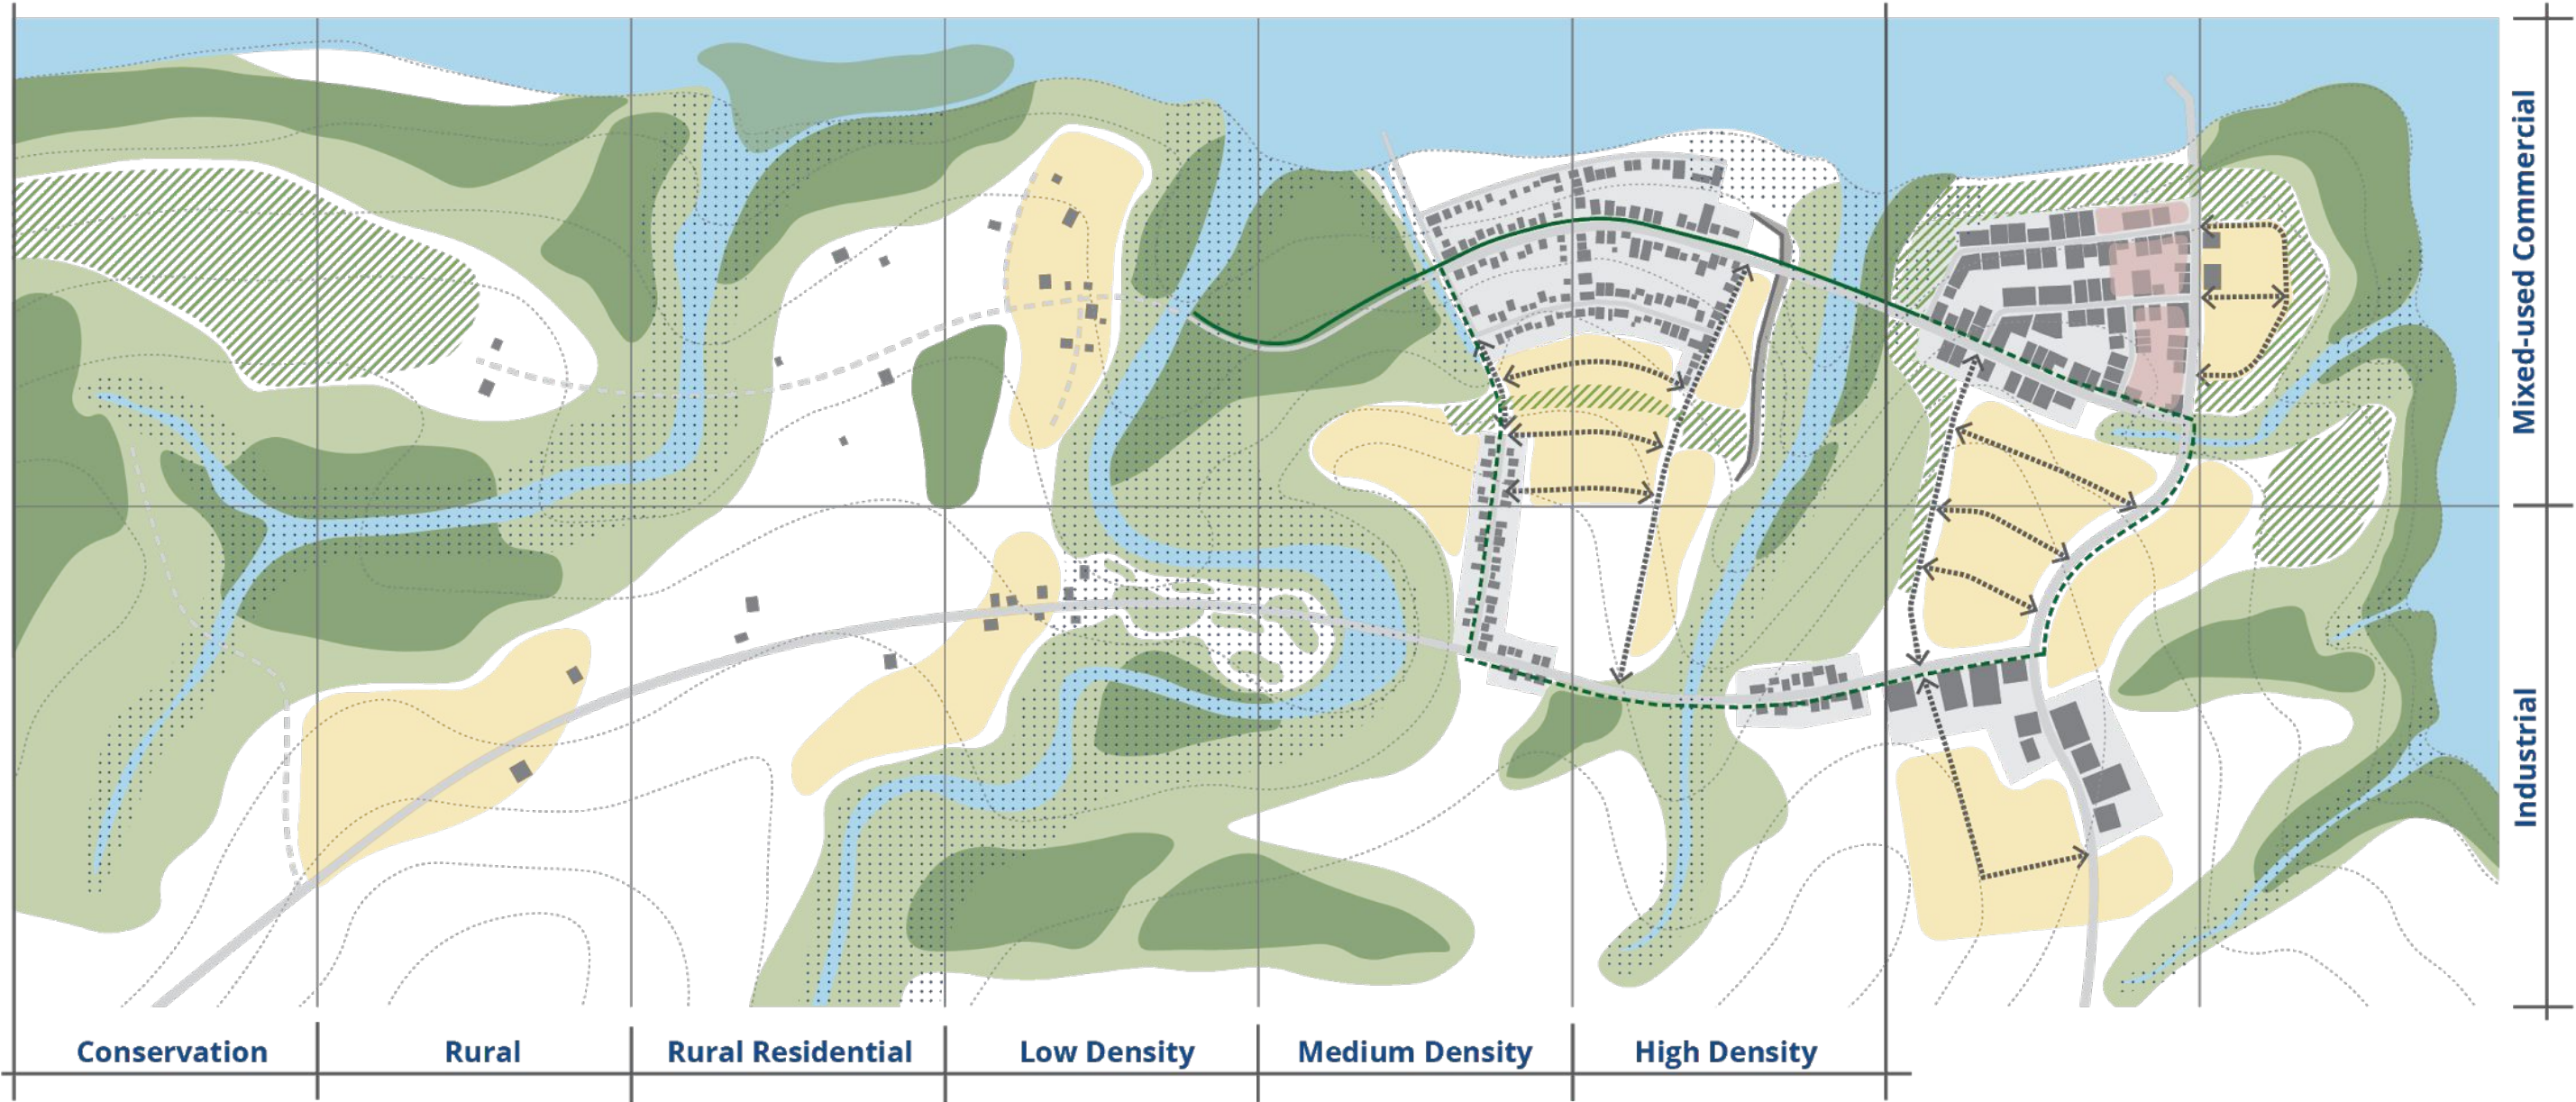 Mixed-used Commercial
Industrial
Conservation
Rural
Rural Residential
Low Density
Medium Density
High Density